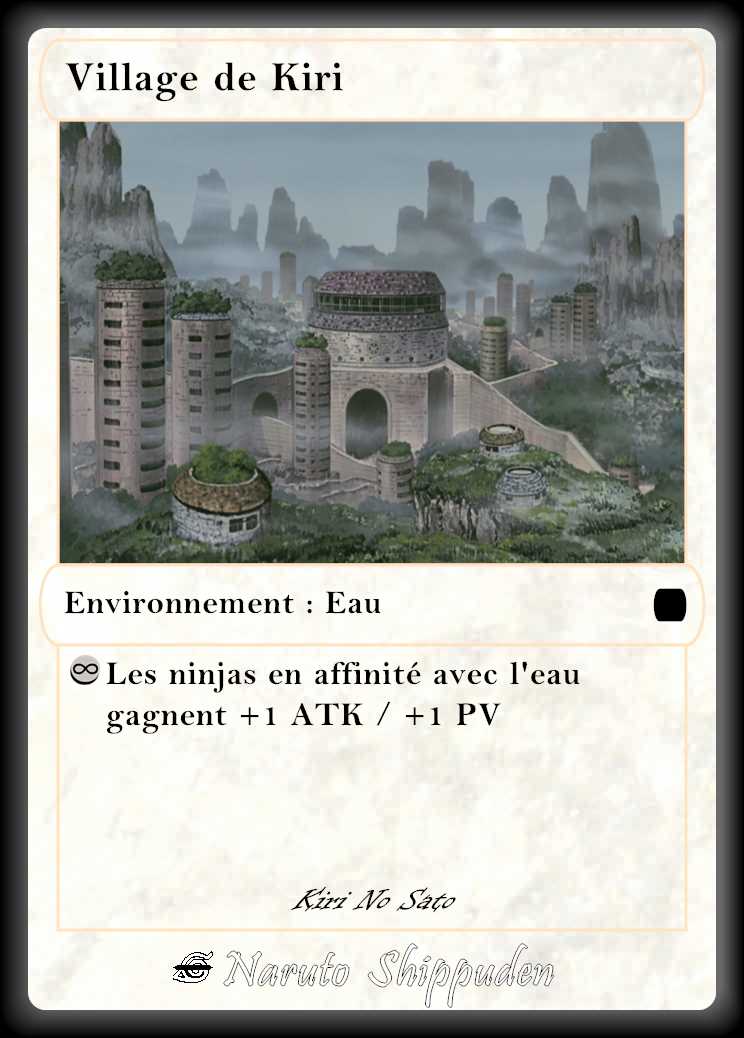 Village de Kiri
Environnement : Eau
∞ Les ninjas en affinité avec l'eau
gagnent +1 ATK / +1 PV
Kiri No Sato
Naruto Shippuden